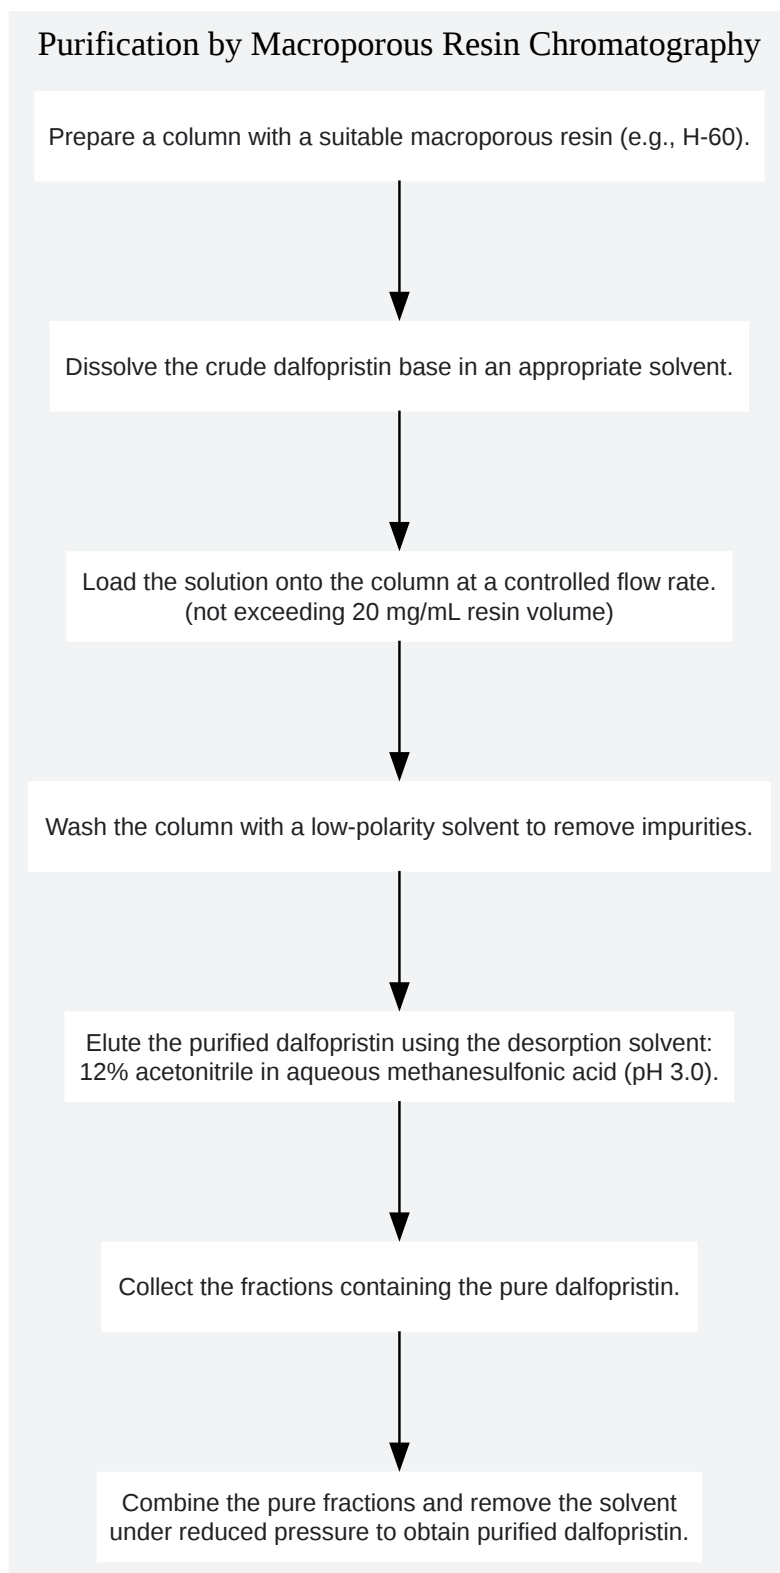 Purification by Macroporous Resin Chromatography
Prepare a column with a suitable macroporous resin (e.g., H-60).
Dissolve the crude dalfopristin base in an appropriate solvent.
Load the solution onto the column at a controlled flow rate.
(not exceeding 20 mg/mL resin volume)
Wash the column with a low-polarity solvent to remove impurities.
Elute the purified dalfopristin using the desorption solvent:
12% acetonitrile in aqueous methanesulfonic acid (pH 3.0).
Collect the fractions containing the pure dalfopristin.
Combine the pure fractions and remove the solvent
under reduced pressure to obtain purified dalfopristin.